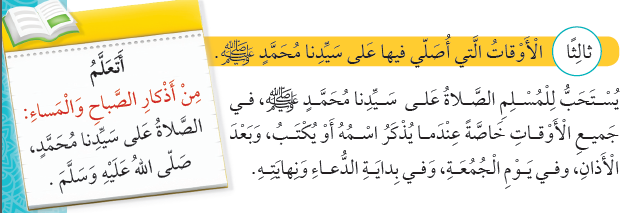 ثالِثًا
الْأَوْقاتُ الَّتي أُصَلّي فيها عَلى سَيِّدِنا مُحَمَّدٍ ﷺ.
يُسْتَحَبُّ لِلْمُسْلِمِ الصَّلاةُ عَلى سَيِّدِنا مُحَمَّدٍ ﷺ، في
جَميعِ الْأَوْقاتِ خاصَّةً عِنْدَما يُذْكَرُ اسْمُهُ أَوْ يُكْتَبُ، وَبَعْدَ
الْأَذانِ، وفي يَوْمِ الْجُمُعَةِ، وَفي بِدايَةِ الدُّعاءِ وَنِهايَتِهِ.
أَتَعَلَّمُ
مِنْ أَذْكارِ الصَّباحِ وَالْمَساءِ:
الصَّلاةُ عَلى سَيِّدِنا مُحَمَّدٍ،
صَلّى اللهُ عَلَيْهِ وَسَلَّمَ.